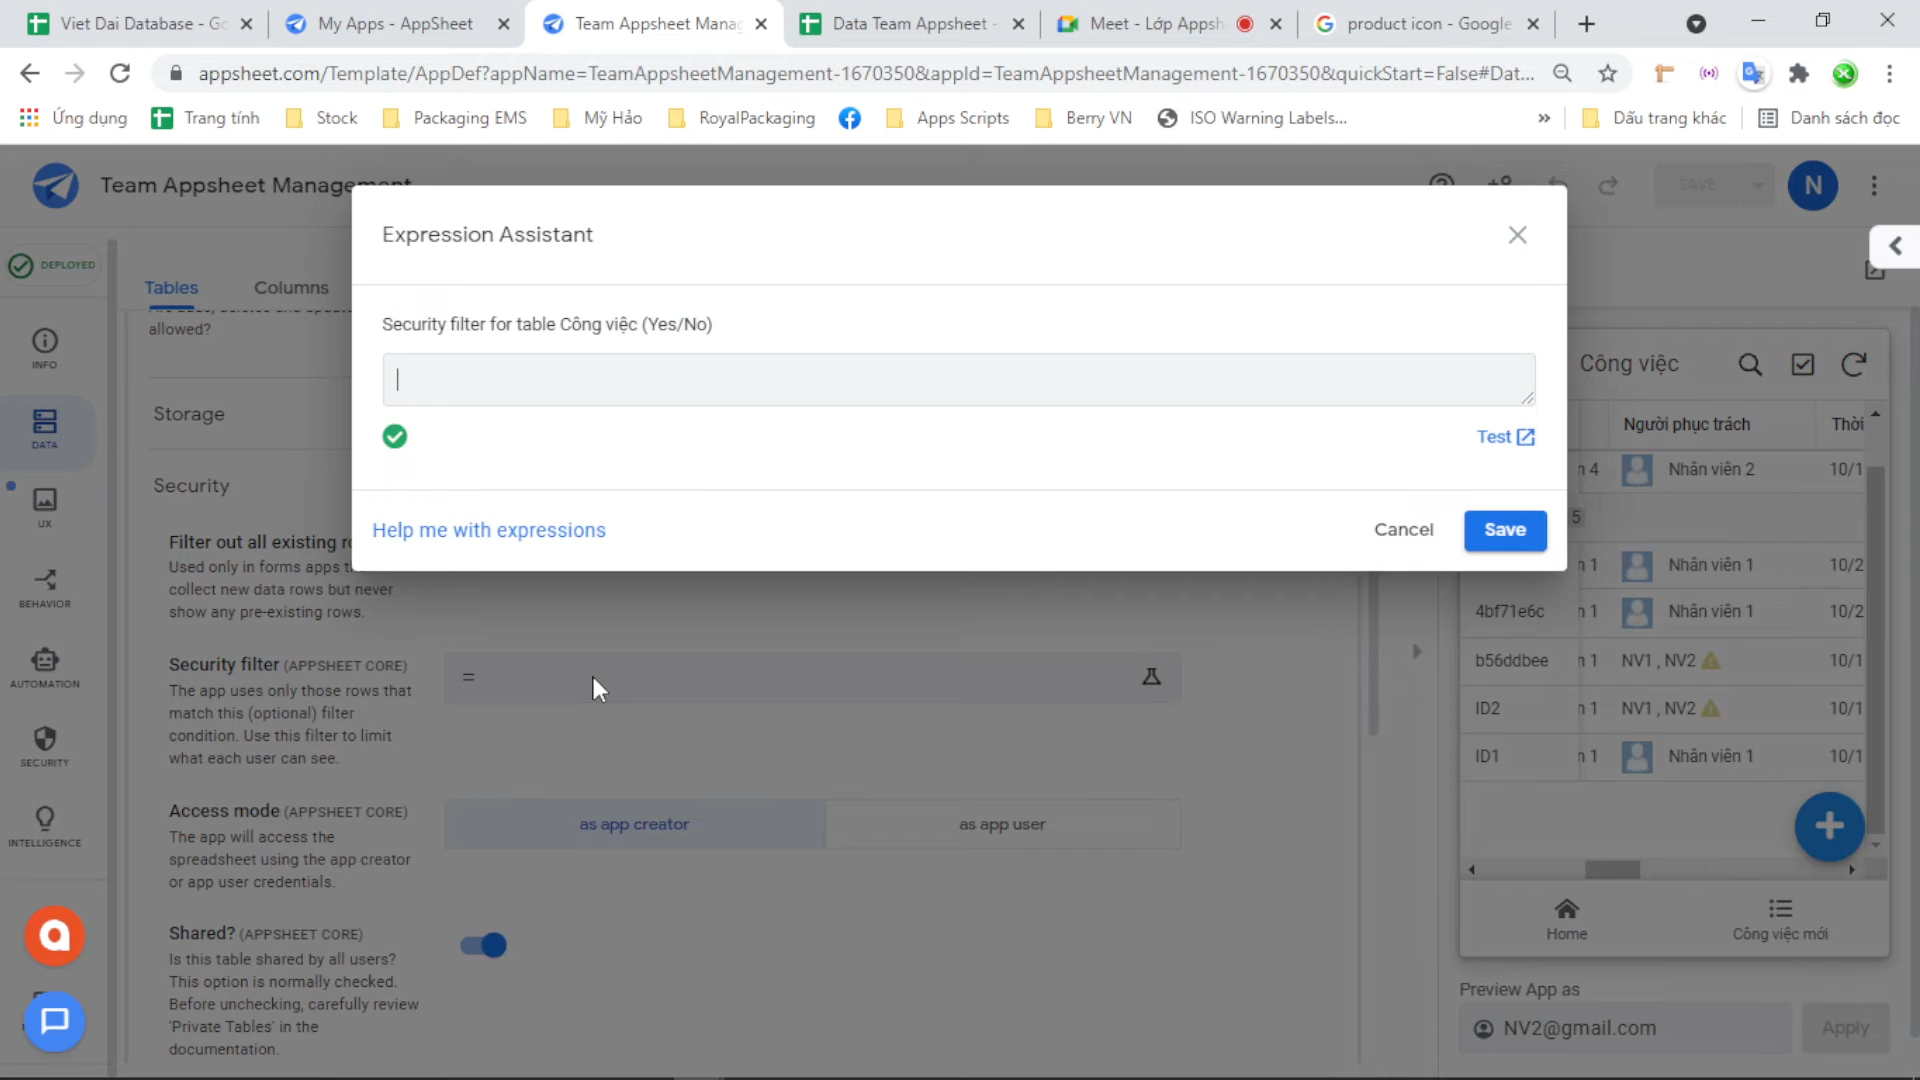 Viet Dai Database - Go
My Apps - AppSheet
Team Appsheet Manag
Data Team Appsheet -
Meet - Lớp Appsh
product icon - Google
appsheet.com/Template/AppDef?appName=TeamAppsheetManagement-1670350&appId=TeamAppsheetManagement-1670350&quickStart=False#Dat...
Ứng dụng
Trang tính
Stock
Packaging EMS
Mỹ Hảo
RoyalPackaging
Apps Scripts
Berry VN
ISO Warning Labels...
»
Dấu trang khác
Danh sách đọc
Team Appsheet Management
SAVE
N
DEPLOYED
INFO
DATA
UX
BEHAVIOR
AUTOMATION
SECURITY
INTELLIGENCE
Tables
Columns
allowed?
Storage
Security
Filter out all existing
Used only in forms apps
collect new data rows but never
show any pre-existing rows.
Security filter (APPSHEET CORE)
The app uses only those rows that
match this (optional) filter
condition. Use this filter to limit
what each user can see.
=
Access mode (APPSHEET CORE)
The app will access the
spreadsheet using the app creator
or app user credentials.
as app creator
as app user
Shared? (APPSHEET CORE)
Is this table shared by all users?
This option is normally checked.
Before unchecking, carefully review
'Private Tables' in the
documentation.
Expression Assistant
Security filter for table Công việc (Yes/No)
Test
Help me with expressions
Cancel
Save
Công việc
Người phục trách
Thời
n 4
Nhân viên 2
10/1
5
n 1
Nhân viên 1
10/2
4bf71e6c
n 1
Nhân viên 1
10/2
b56ddbee
n 1
NV1 , NV2
10/1
ID2
n 1
NV1 , NV2
10/1
ID1
n 1
Nhân viên 1
10/1
Home
Công việc mới
Preview App as
NV2@gmail.com
Apply